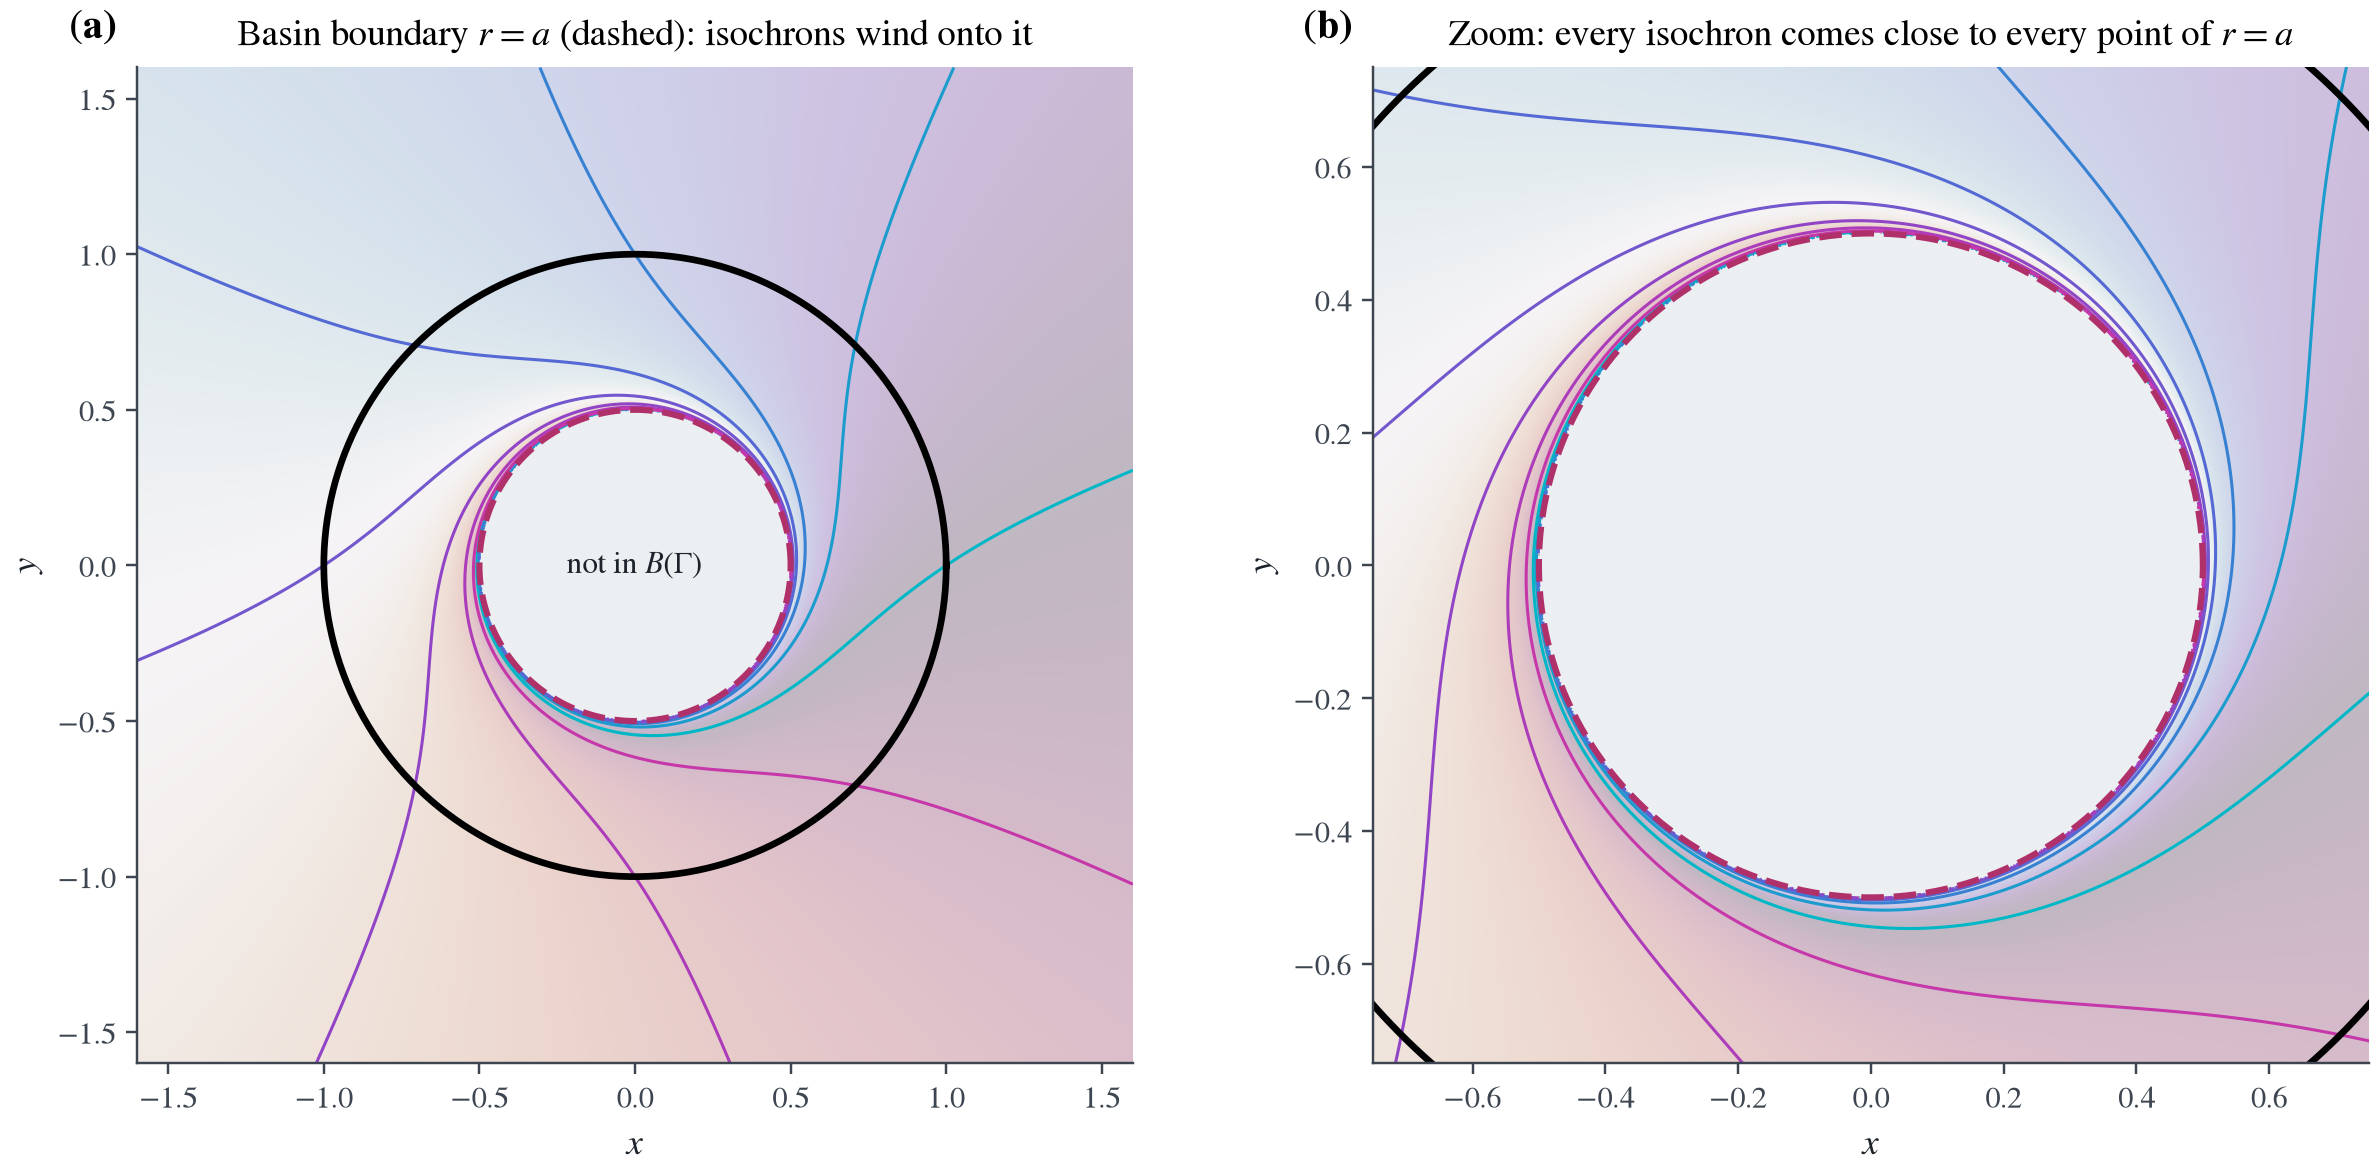 (a) Basin boundary r = a (dashed): isochrons wind onto it
1.5
1.0
0.5
0.0
−0.5
−1.0
−1.5
y
not in B(Γ)
−1.5 −1.0 −0.5 0.0 0.5 1.0 1.5
x
(b) Zoom: every isochron comes close to every point of r = a
0.6
0.4
0.2
0.0
−0.2
−0.4
−0.6
y
−0.6 −0.4 −0.2 0.0 0.2 0.4 0.6
x